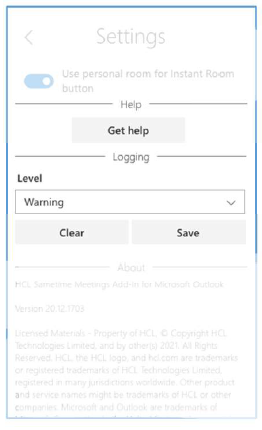 Settings
Use personal room for Instant Room
button
Help
Get help
Logging
Level
Warning
Clear
Save
About
HCL Sametime Meetings Add-in for Microsoft Outlook
Version 20.12.1703
Licensed Materials - Property of HCL, © Copyright HCL
Technologies Limited, and by other(s) 2021. All Rights
Reserved. HCL, the HCL logo, and hcl.com are trademarks
or registered trademarks of HCL Technologies Limited,
registered in many jurisdictions worldwide. Other product
and service names might be trademarks of HCL or other
companies. Microsoft and Outlook are trademarks of